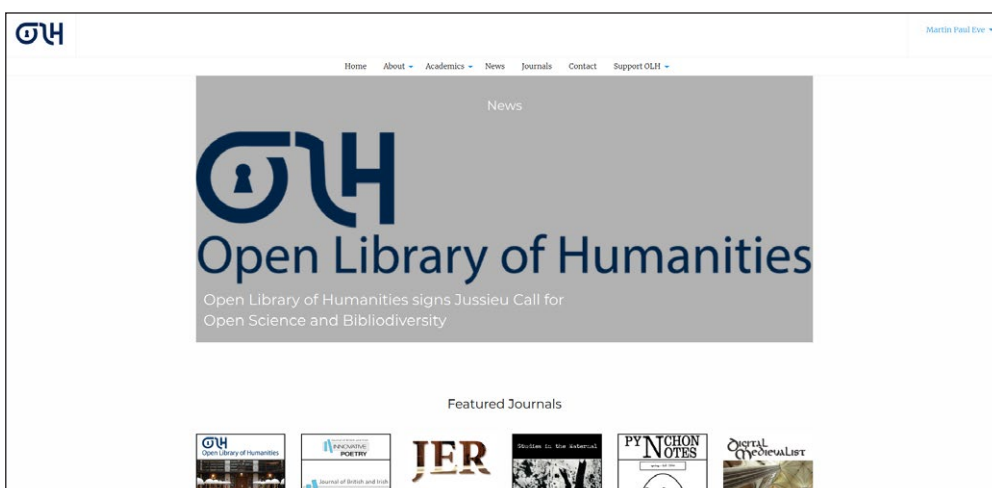 OLH
Martin Paul Eve
Home About Academics News Journals Contact Support OLH
News
OLH
Open Library of Humanities
Open Library of Humanities signs Jussieu Call for
Open Science and Bibliodiversity
Featured Journals
OLH
Open Library of Humanities
INNOVATIVE
POETRY
Journal of British and Irish
JER
Studies in the Maternal
PYNCHON
NOTES
DIGITAL
MEDIEVALIST